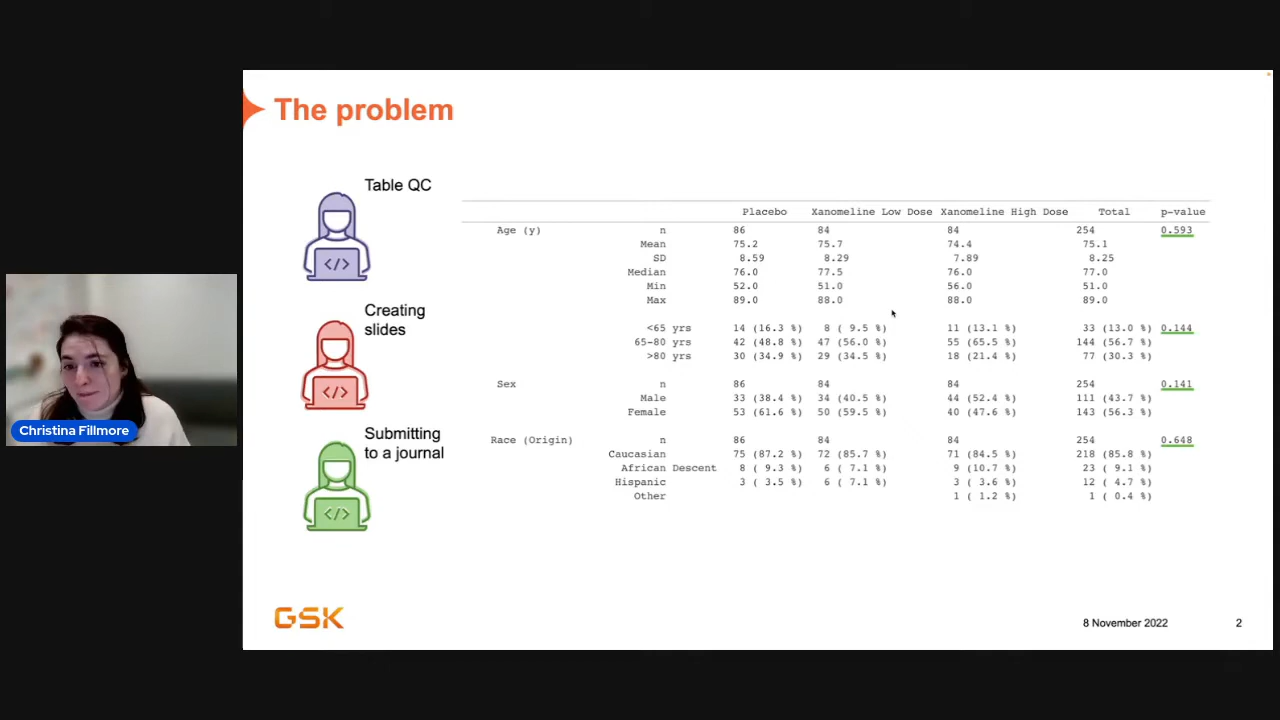 The problem
Table QC
Creating
slides
Submitting
to a journal
Placebo Xanomeline Low Dose Xanomeline High Dose Total p-value
Age (y) n 86 84 84 254 0.593
Mean 75.2 75.7 74.4 75.1
SD 8.59 8.29 7.89 8.25
Median 76.0 77.5 76.0 77.0
Min 52.0 51.0 56.0 51.0
Max 89.0 88.0 88.0 89.0
<65 yrs 14 (16.3 %) 8 ( 9.5 %) 11 (13.1 %) 33 (13.0 %) 0.144
65-80 yrs 42 (48.8 %) 47 (56.0 %) 55 (65.5 %) 144 (56.7 %)
>80 yrs 30 (34.9 %) 29 (34.5 %) 18 (21.4 %) 77 (30.3 %)
Sex n 86 84 84 254 0.141
Male 33 (38.4 %) 34 (40.5 %) 44 (52.4 %) 111 (43.7 %)
Female 53 (61.6 %) 50 (59.5 %) 40 (47.6 %) 143 (56.3 %)
Race (Origin) n 86 84 84 254 0.648
Caucasian 75 (87.2 %) 72 (85.7 %) 71 (84.5 %) 218 (85.8 %)
African Descent 8 ( 9.3 %) 6 ( 7.1 %) 9 (10.7 %) 23 ( 9.1 %)
Hispanic 3 ( 3.5 %) 6 ( 7.1 %) 3 ( 3.6 %) 12 ( 4.7 %)
Other 1 ( 1.2 %) 1 ( 0.4 %)
</>
</>
</>
Christina Fillmore
GSK
8 November 2022 2